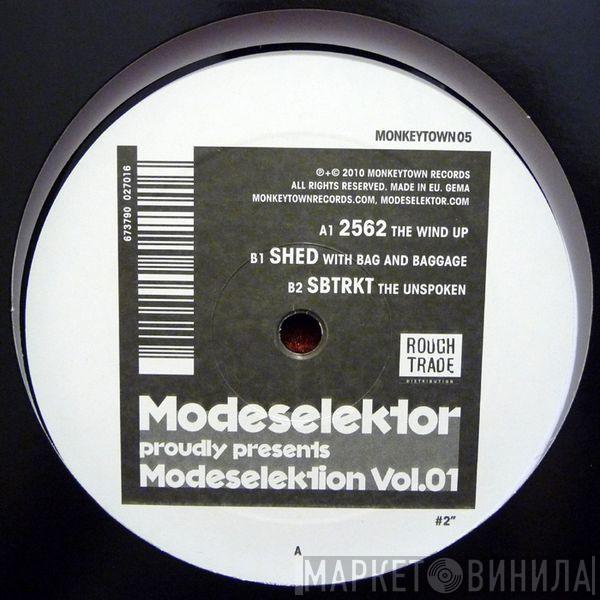 MONKEYTOWN05
℗+© 2010 MONKEYTOWN RECORDS
ALL RIGHTS RESERVED. MADE IN EU. GEMA
MONKEYTOWNRECORDS.COM, MODESELEKTOR.COM
673790 027016
A1 2562 THE WIND UP
B1 SHED WITH BAG AND BAGGAGE
B2 SBTRKT THE UNSPOKEN
ROUGH
TRADE
DISTRIBUTION
Modeselektor
proudly presents
Modeselektion Vol.01
#2"
A
МАРКЕТ ВИНИЛА